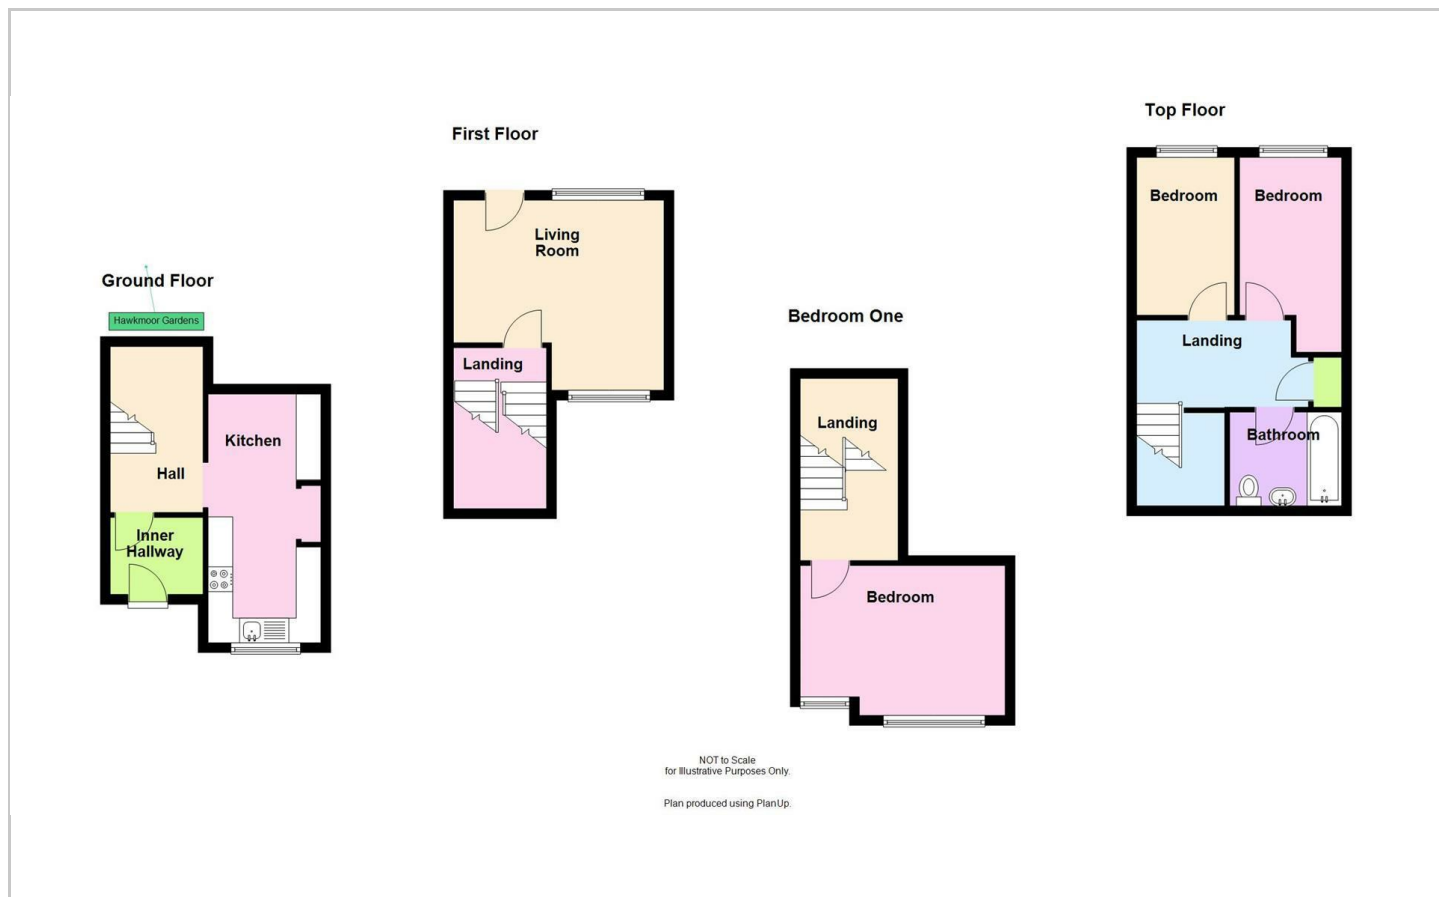 Ground Floor
Hawkmoor Gardens
Kitchen
Hall
Inner
Hallway
First Floor
Living
Room
Landing
Bedroom One
Landing
Bedroom
Top Floor
Bedroom
Bedroom
Landing
Bathroom
NOT to Scale
for Illustrative Purposes Only.
Plan produced using PlanUp.